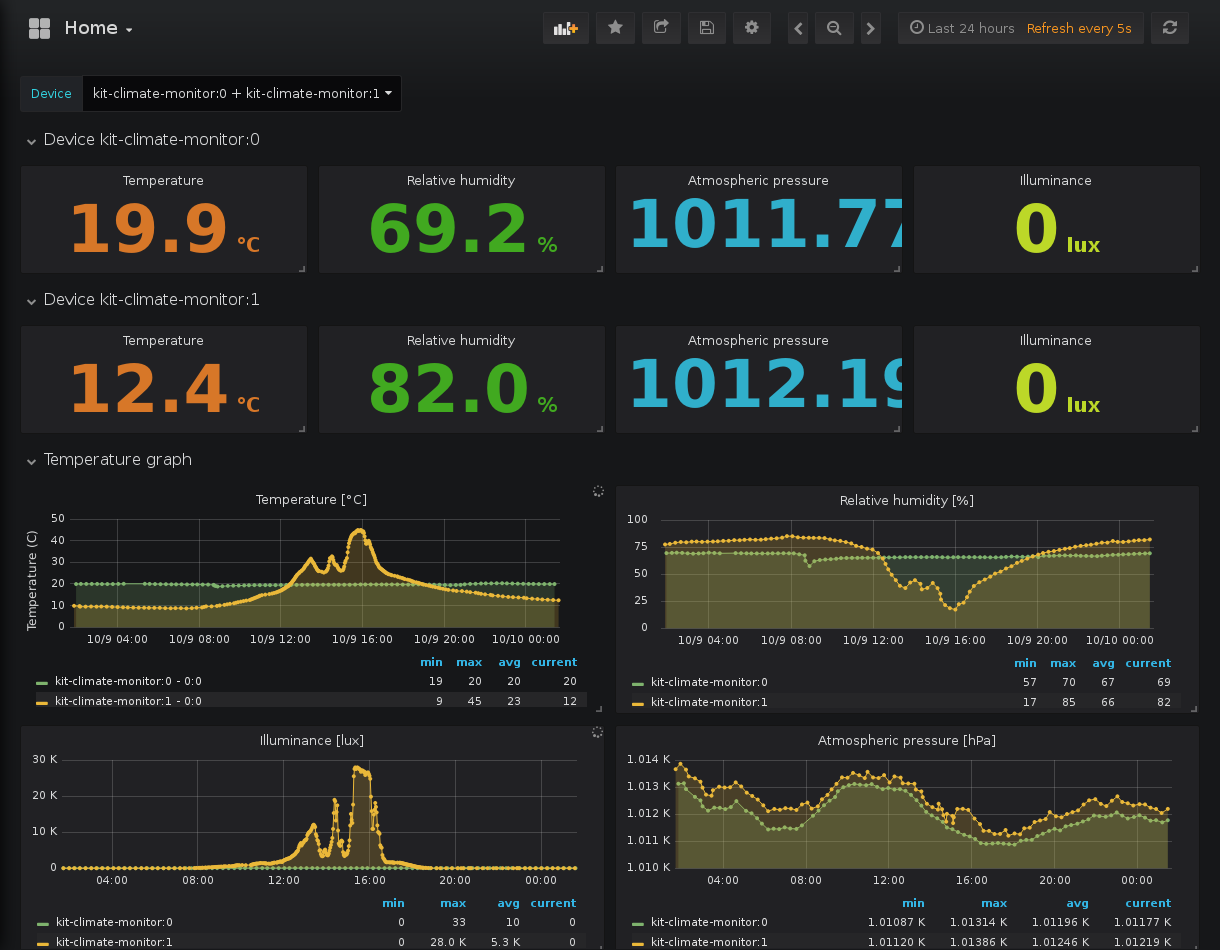 Home
Last 24 hours Refresh every 5s
Device kit-climate-monitor:0 + kit-climate-monitor:1
Device kit-climate-monitor:0
Temperature Relative humidity Atmospheric pressure Illuminance
19.9 °C 69.2 % 1011.77 0 lux
Device kit-climate-monitor:1
Temperature Relative humidity Atmospheric pressure Illuminance
12.4 °C 82.0 % 1012.19 0 lux
Temperature graph
Temperature [°C]
Temperature (C)
50
40
30
20
10
0
10/9 04:00 10/9 08:00 10/9 12:00 10/9 16:00 10/9 20:00 10/10 00:00
min max avg current
kit-climate-monitor:0 - 0:0 19 20 20 20
kit-climate-monitor:1 - 0:0 9 45 23 12
Relative humidity [%]
100
75
50
25
0
10/9 04:00 10/9 08:00 10/9 12:00 10/9 16:00 10/9 20:00 10/10 00:00
min max avg current
kit-climate-monitor:0 57 70 67 69
kit-climate-monitor:1 17 85 66 82
Illuminance [lux]
30 K
20 K
10 K
0
04:00 08:00 12:00 16:00 20:00 00:00
min max avg current
kit-climate-monitor:0 0 33 10 0
kit-climate-monitor:1 0 28.0 K 5.3 K 0
Atmospheric pressure [hPa]
1.014 K
1.013 K
1.012 K
1.011 K
1.010 K
04:00 08:00 12:00 16:00 20:00 00:00
min max avg current
kit-climate-monitor:0 1.01087 K 1.01314 K 1.01196 K 1.01177 K
kit-climate-monitor:1 1.01120 K 1.01386 K 1.01246 K 1.01219 K